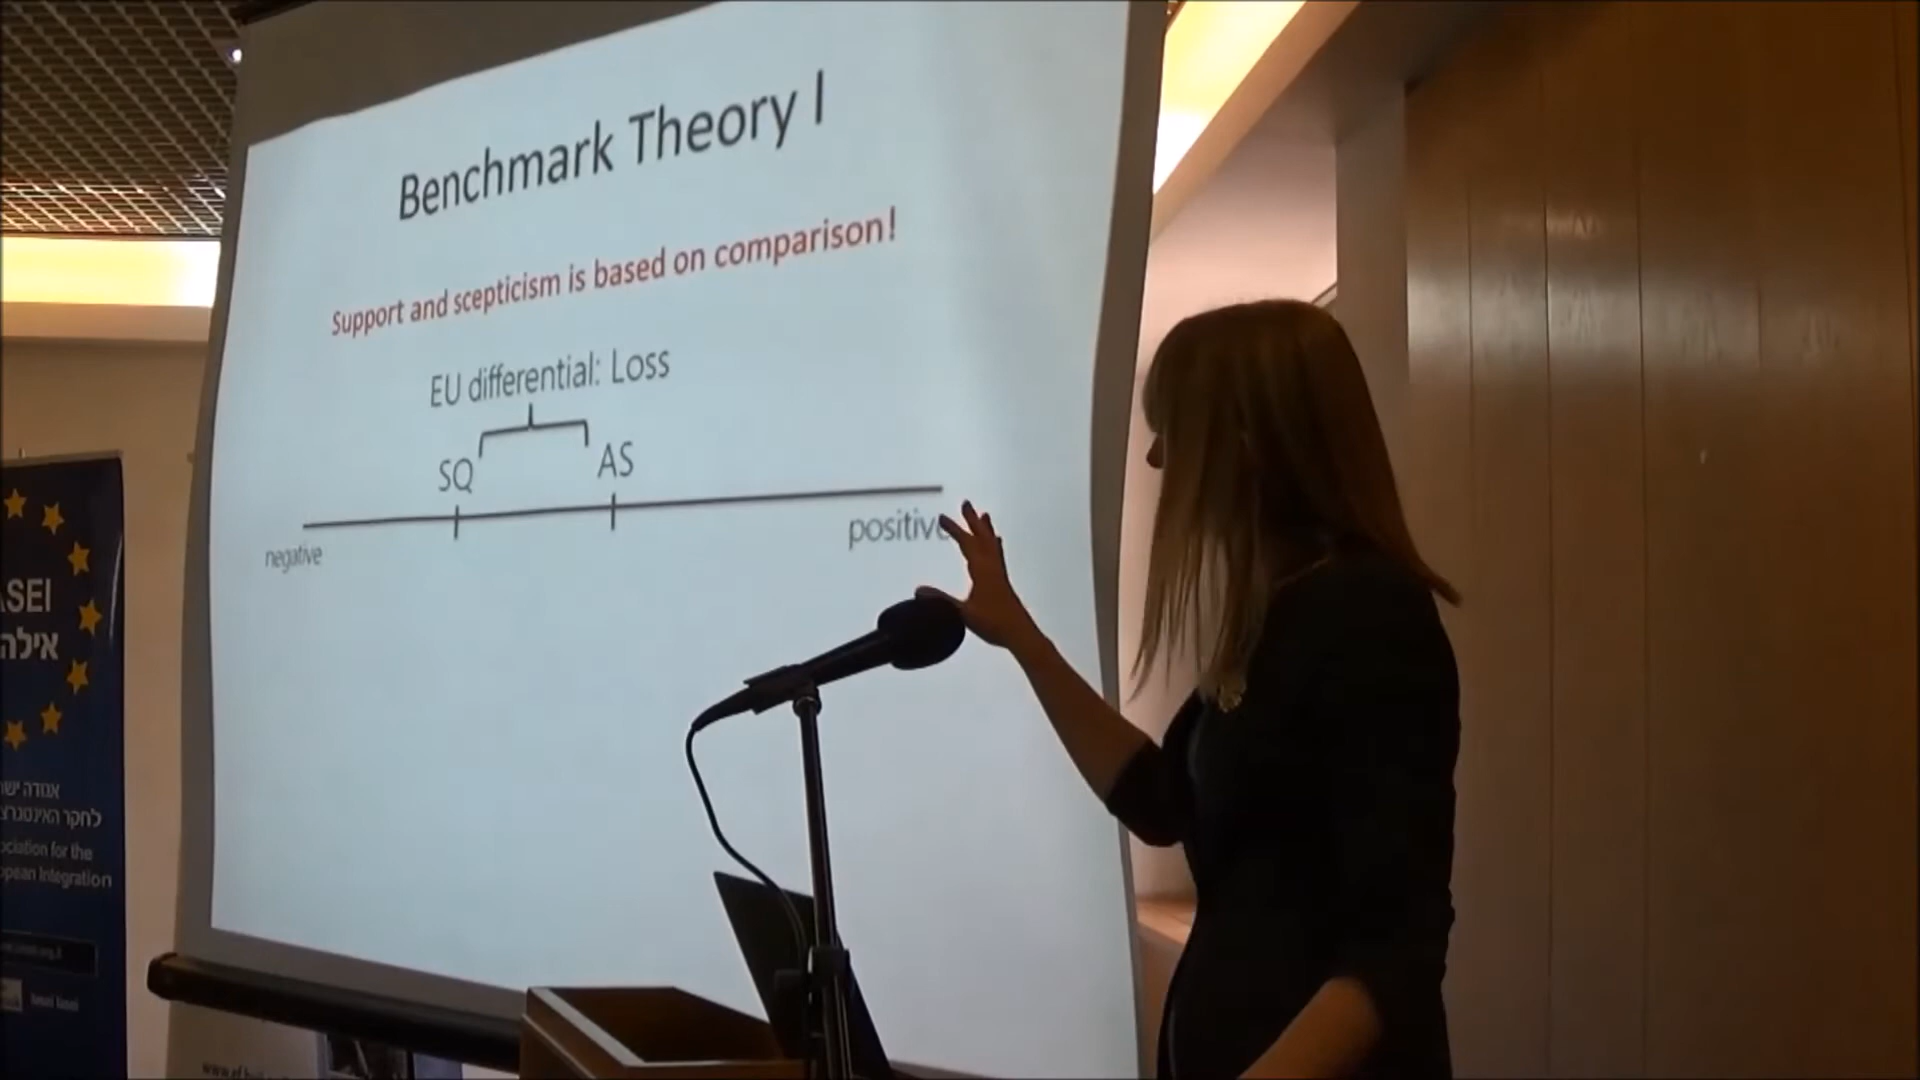 Benchmark Theory I
Support and scepticism is based on comparison!
EU differential: Loss
SQ
AS
negative
positive
ASEI
אילה
אגודה ישר
לחקר האינטגרצ
ociation for the
opean Integration